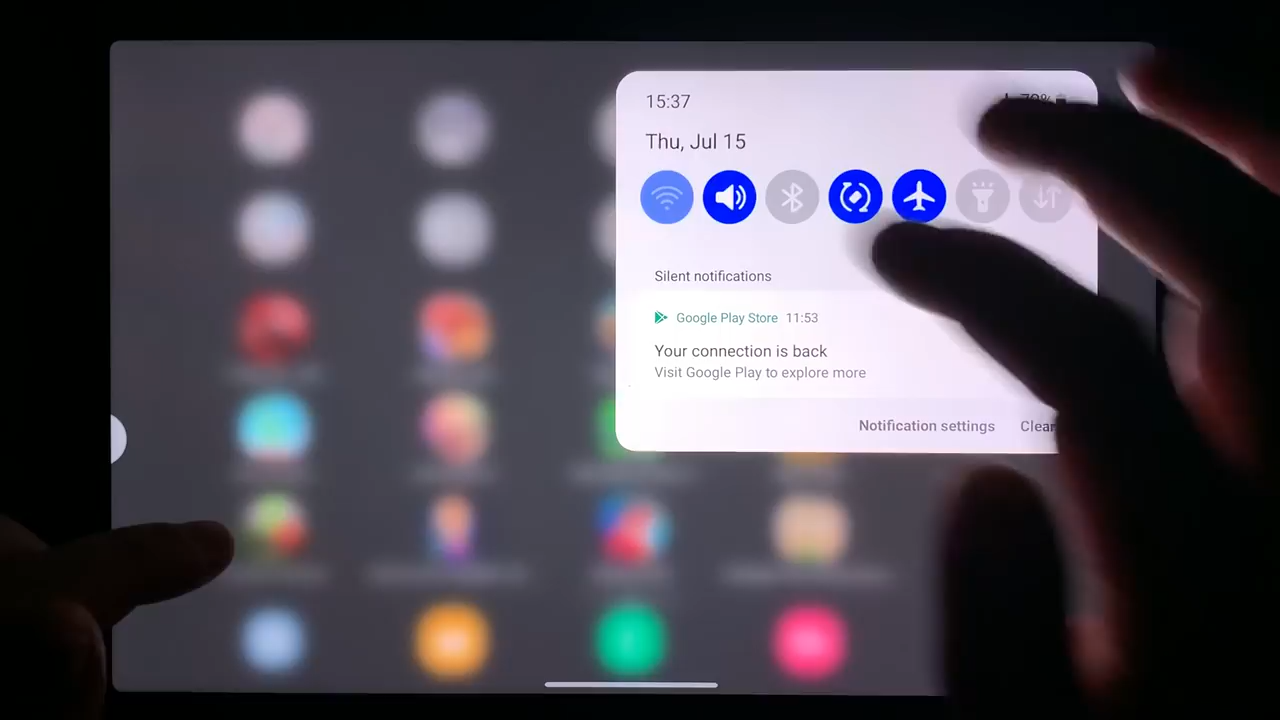 15:37
Thu, Jul 15
Silent notifications
Google Play Store 11:53
Your connection is back
Visit Google Play to explore more
Notification settings Clear